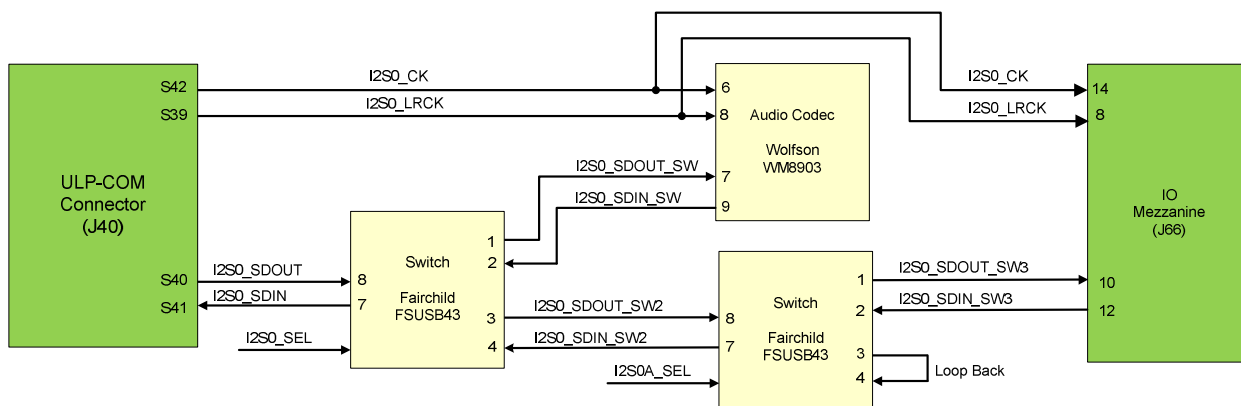 I2S0_CK
I2S0_LRCK
S42
S39
ULP-COM
Connector
(J40)
S40
S41
I2S0_SDOUT
I2S0_SDIN
I2S0_SEL
8
7
Switch
Fairchild
FSUSB43
1
2
3
4
I2S0_SDOUT_SW
I2S0_SDIN_SW
6
8
7
9
Audio Codec
Wolfson
WM8903
I2S0_SDOUT_SW2
I2S0_SDIN_SW2
I2S0A_SEL
8
7
Switch
Fairchild
FSUSB43
1
2
3
4
Loop Back
I2S0_CK
I2S0_LRCK
I2S0_SDOUT_SW3
I2S0_SDIN_SW3
14
8
IO
Mezzanine
(J66)
10
12